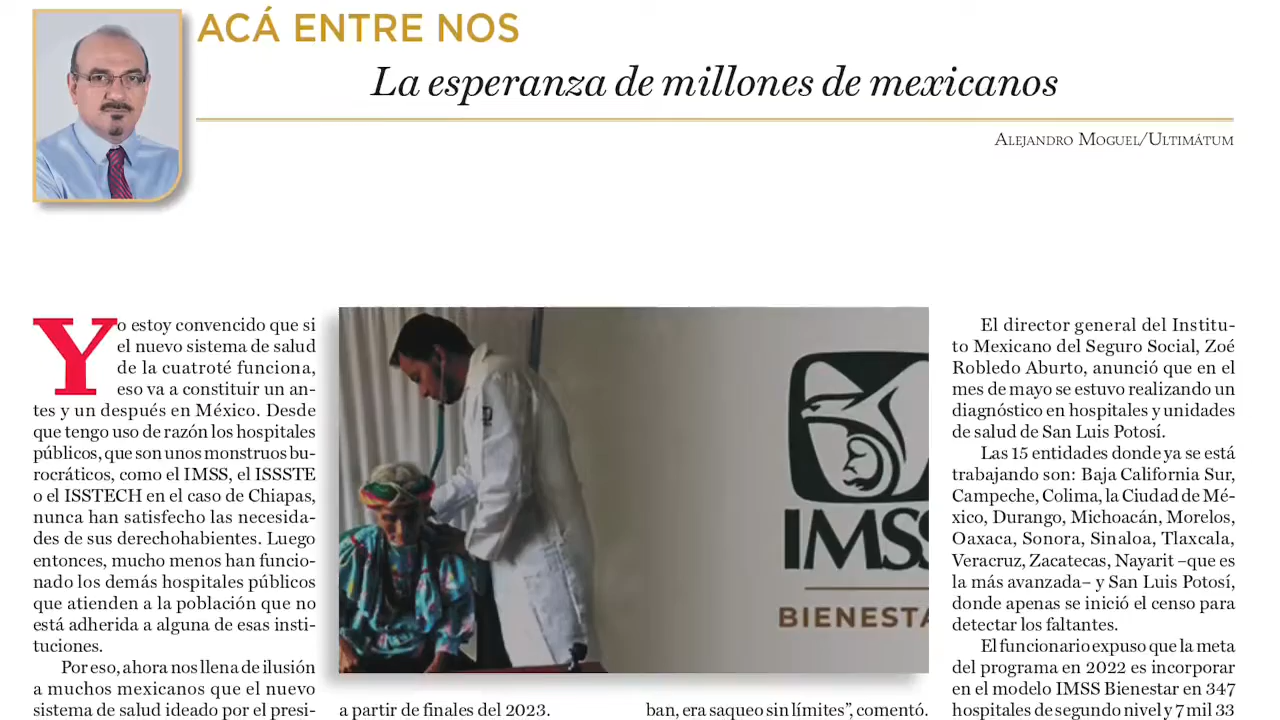 ACÁ ENTRE NOS
La esperanza de millones de mexicanos
Alejandro Moguel/Ultimátum
Yo estoy convencido que si
el nuevo sistema de salud
de la cuatroté funciona,
eso va a constituir un an-
tes y un después en México. Desde
que tengo uso de razón los hospitales
públicos, que son unos monstruos bu-
rocráticos, como el IMSS, el ISSSTE
o el ISSTECH en el caso de Chiapas,
nunca han satisfecho las necesida-
des de sus derechohabientes. Luego
entonces, mucho menos han funcio-
nado los demás hospitales públicos
que atienden a la población que no
está adherida a alguna de esas insti-
tuciones.
Por eso, ahora nos llena de ilusión
a muchos mexicanos que el nuevo
sistema de salud ideado por el presi-
IMSS
BIENESTA
a partir de finales del 2023.
ban, era saqueo sin límites”, comentó.
El director general del Institu-
to Mexicano del Seguro Social, Zoé
Robledo Aburto, anunció que en el
mes de mayo se estuvo realizando un
diagnóstico en hospitales y unidades
de salud de San Luis Potosí.
Las 15 entidades donde ya se está
trabajando son: Baja California Sur,
Campeche, Colima, la Ciudad de Mé-
xico, Durango, Michoacán, Morelos,
Oaxaca, Sonora, Sinaloa, Tlaxcala,
Veracruz, Zacatecas, Nayarit –que es
la más avanzada– y San Luis Potosí,
donde apenas se inició el censo para
detectar los faltantes.
El funcionario expuso que la meta
del programa en 2022 es incorporar
en el modelo IMSS Bienestar en 347
hospitales de segundo nivel y 7 mil 33